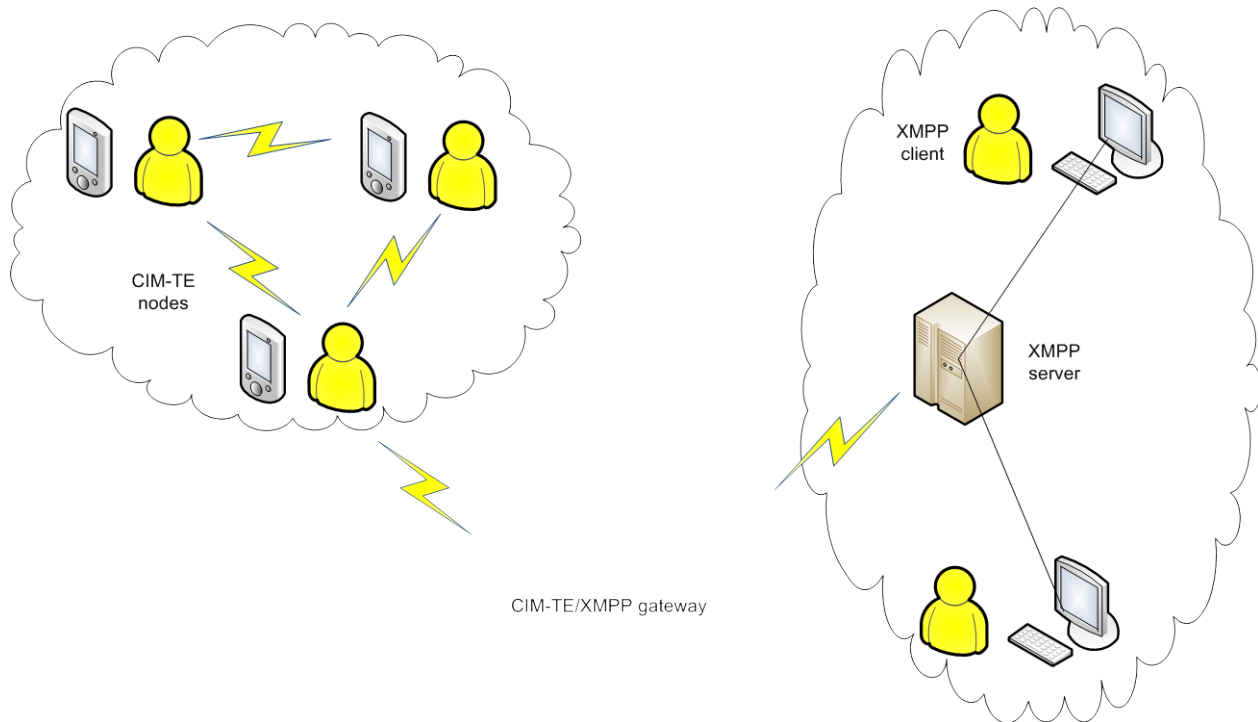 XMPP
client
CIM-TE
nodes
XMPP
server
CIM-TE/XMPP gateway